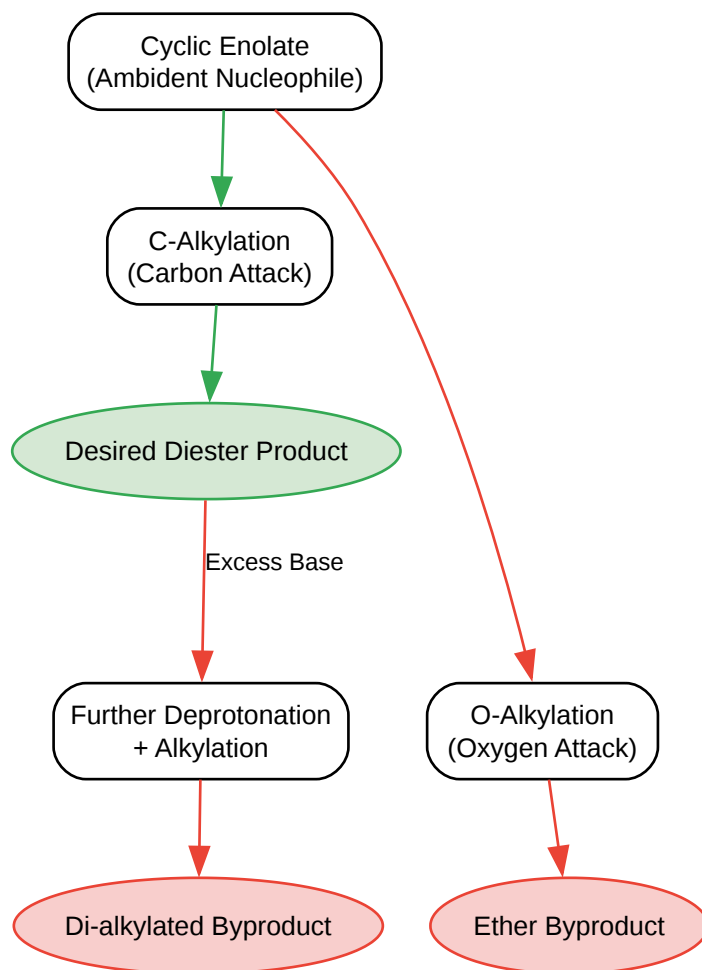 Cyclic Enolate
(Ambident Nucleophile)
C-Alkylation
(Carbon Attack)
Desired Diester Product
Excess Base
Further Deprotonation
+ Alkylation
O-Alkylation
(Oxygen Attack)
Di-alkylated Byproduct
Ether Byproduct